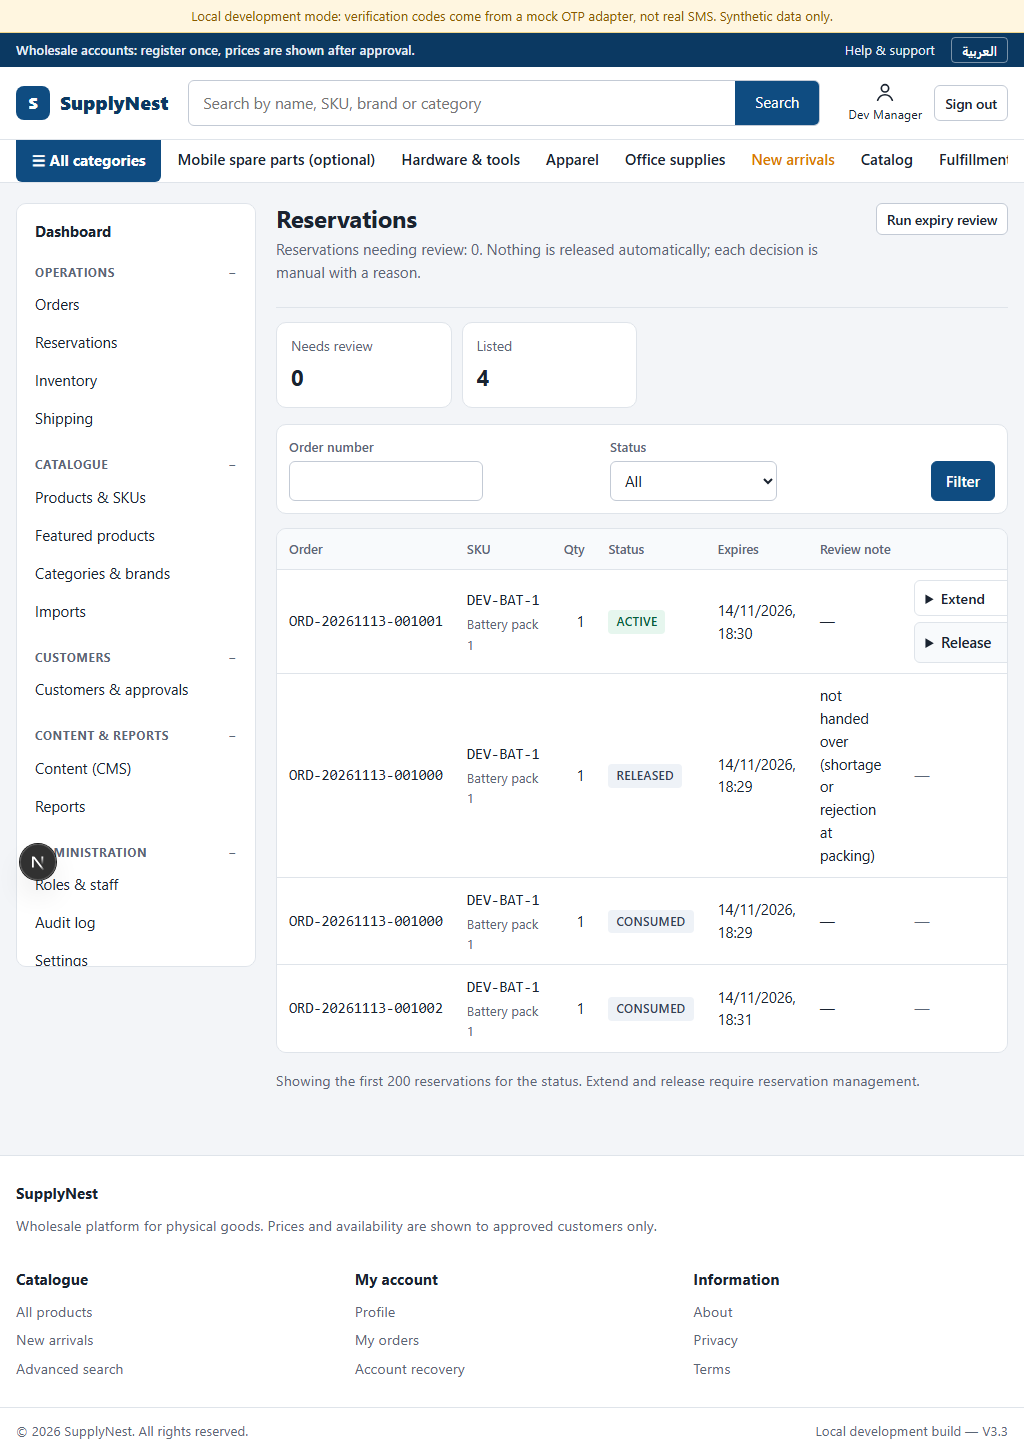 Local development mode: verification codes come from a mock OTP adapter, not real SMS. Synthetic data only.
Wholesale accounts: register once, prices are shown after approval.
Help & support
العربية
S
SupplyNest
Search by name, SKU, brand or category
Search
Dev Manager
Sign out
☰ All categories
Mobile spare parts (optional)
Hardware & tools
Apparel
Office supplies
New arrivals
Catalog
Fulfillment
Dashboard
OPERATIONS –
Orders
Reservations
Inventory
Shipping
CATALOGUE –
Products & SKUs
Featured products
Categories & brands
Imports
CUSTOMERS –
Customers & approvals
CONTENT & REPORTS –
Content (CMS)
Reports
N
MINISTRATION –
Roles & staff
Audit log
Settings
Reservations
Run expiry review
Reservations needing review: 0. Nothing is released automatically; each decision is
manual with a reason.
Needs review
0
Listed
4
Order number
Status
All
Filter
Order SKU Qty Status Expires Review note
ORD-20261113-001001
DEV-BAT-1
Battery pack
1
1
ACTIVE
14/11/2026,
18:30
—
▶ Extend
▶ Release
ORD-20261113-001000
DEV-BAT-1
Battery pack
1
1
RELEASED
14/11/2026,
18:29
not
handed
over
(shortage
or
rejection
at
packing)
—
ORD-20261113-001000
DEV-BAT-1
Battery pack
1
1
CONSUMED
14/11/2026,
18:29
—
—
ORD-20261113-001002
DEV-BAT-1
Battery pack
1
1
CONSUMED
14/11/2026,
18:31
—
—
Showing the first 200 reservations for the status. Extend and release require reservation management.
SupplyNest
Wholesale platform for physical goods. Prices and availability are shown to approved customers only.
Catalogue
All products
New arrivals
Advanced search
My account
Profile
My orders
Account recovery
Information
About
Privacy
Terms
© 2026 SupplyNest. All rights reserved.
Local development build — V3.3